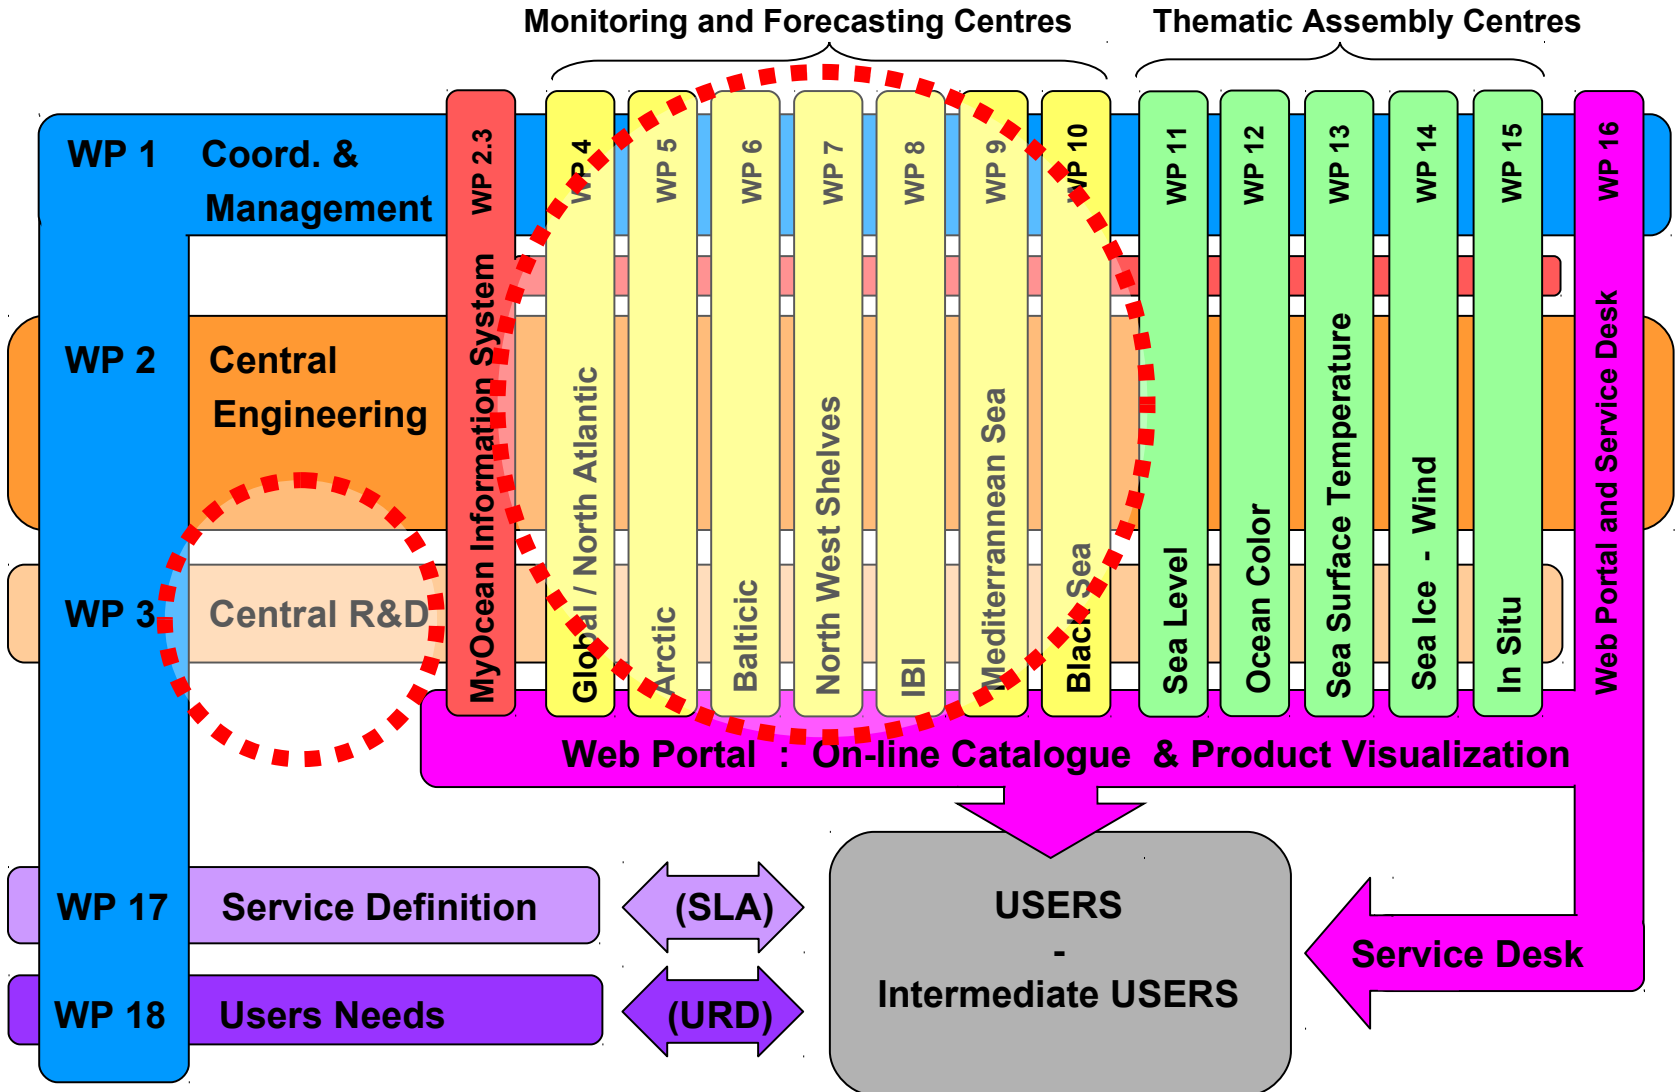 Monitoring and Forecasting Centres
Thematic Assembly Centres
WP 1 Coord. &
Management
WP 2 Central
Engineering
WP 3 Central R&D
MyOcean Information System WP 2.3
Global / North Atlantic WP 4
Arctic WP 5
Balticic WP 6
North West Shelves WP 7
IBI WP 8
Mediterrannean Sea WP 9
Black Sea WP 10
Sea Level WP 11
Ocean Color WP 12
Sea Surface Temperature WP 13
Sea Ice - Wind WP 14
In Situ WP 15
Web Portal and Service Desk WP 16
Web Portal : On-line Catalogue & Product Visualization
WP 17 Service Definition (SLA)
WP 18 Users Needs (URD)
USERS
-
Intermediate USERS
Service Desk